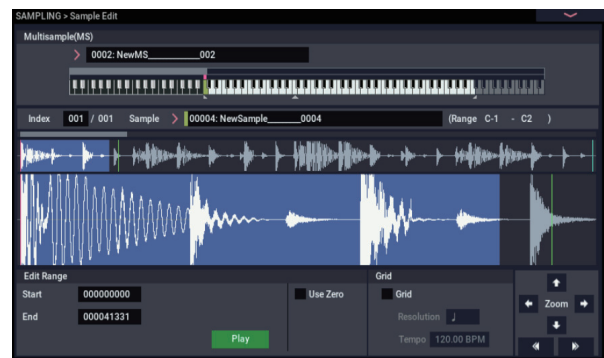 SAMPLING > Sample Edit
Multisample(MS)
0002: NewMS_________002
Index 001 / 001 Sample 00004: NewSample______0004 (Range C-1 - C2 )
Edit Range
Grid
Start 000000000
Use Zero
Grid
Zoom
End 000041331
Resolution
Play
Tempo 120.00 BPM